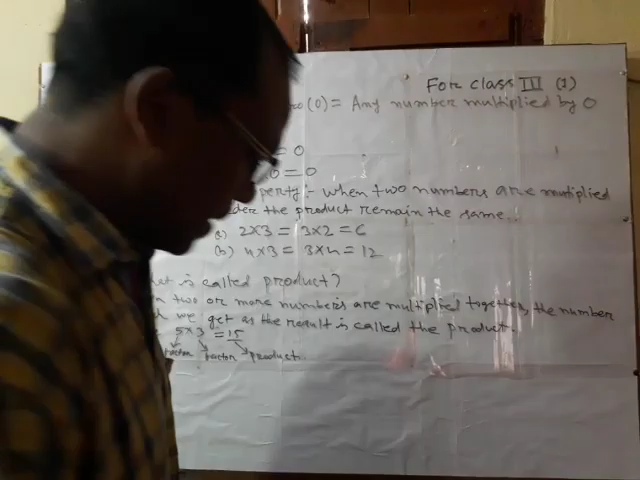 For class III (1)
(0) = Any number multiplied by 0
= 0
0 = 0
perty - when two numbers are multiplied
the product remain the same.
(a) 2x3 = 3x2 = 6
(b) 4x3 = 3x4 = 12
is called product?
two or more numbers are multiplied together, the number
we get as the result is called the product.
5x3 = 15
factor factor product.